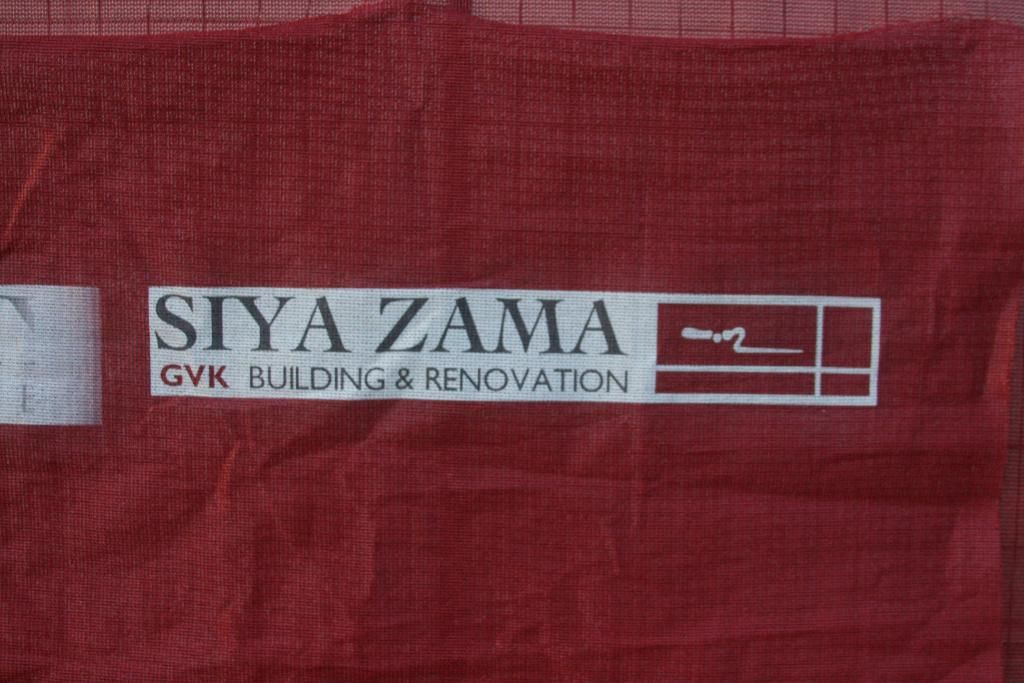 SIYA ZAMA
GVK BUILDING & RENOVATION